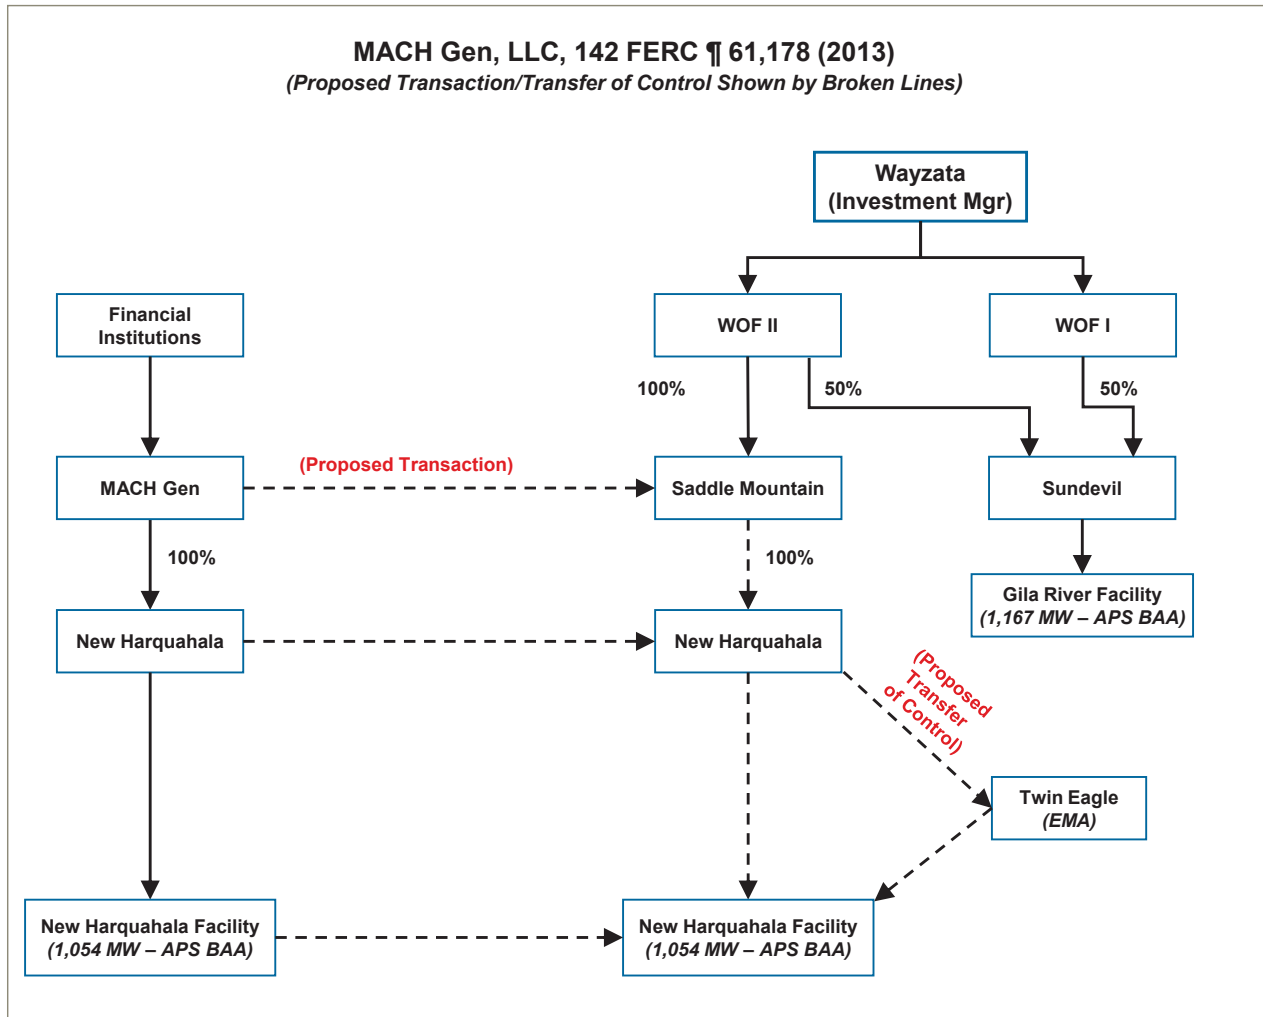 MACH Gen, LLC, 142 FERC ¶ 61,178 (2013)
(Proposed Transaction/Transfer of Control Shown by Broken Lines)
Wayzata
(Investment Mgr)
Financial
Institutions
WOF II
WOF I
100%
50%
50%
MACH Gen
(Proposed Transaction)
Saddle Mountain
Sundevil
100%
100%
Gila River Facility
(1,167 MW – APS BAA)
New Harquahala
New Harquahala
(Proposed
Transfer
of Control)
Twin Eagle
(EMA)
New Harquahala Facility
(1,054 MW – APS BAA)
New Harquahala Facility
(1,054 MW – APS BAA)